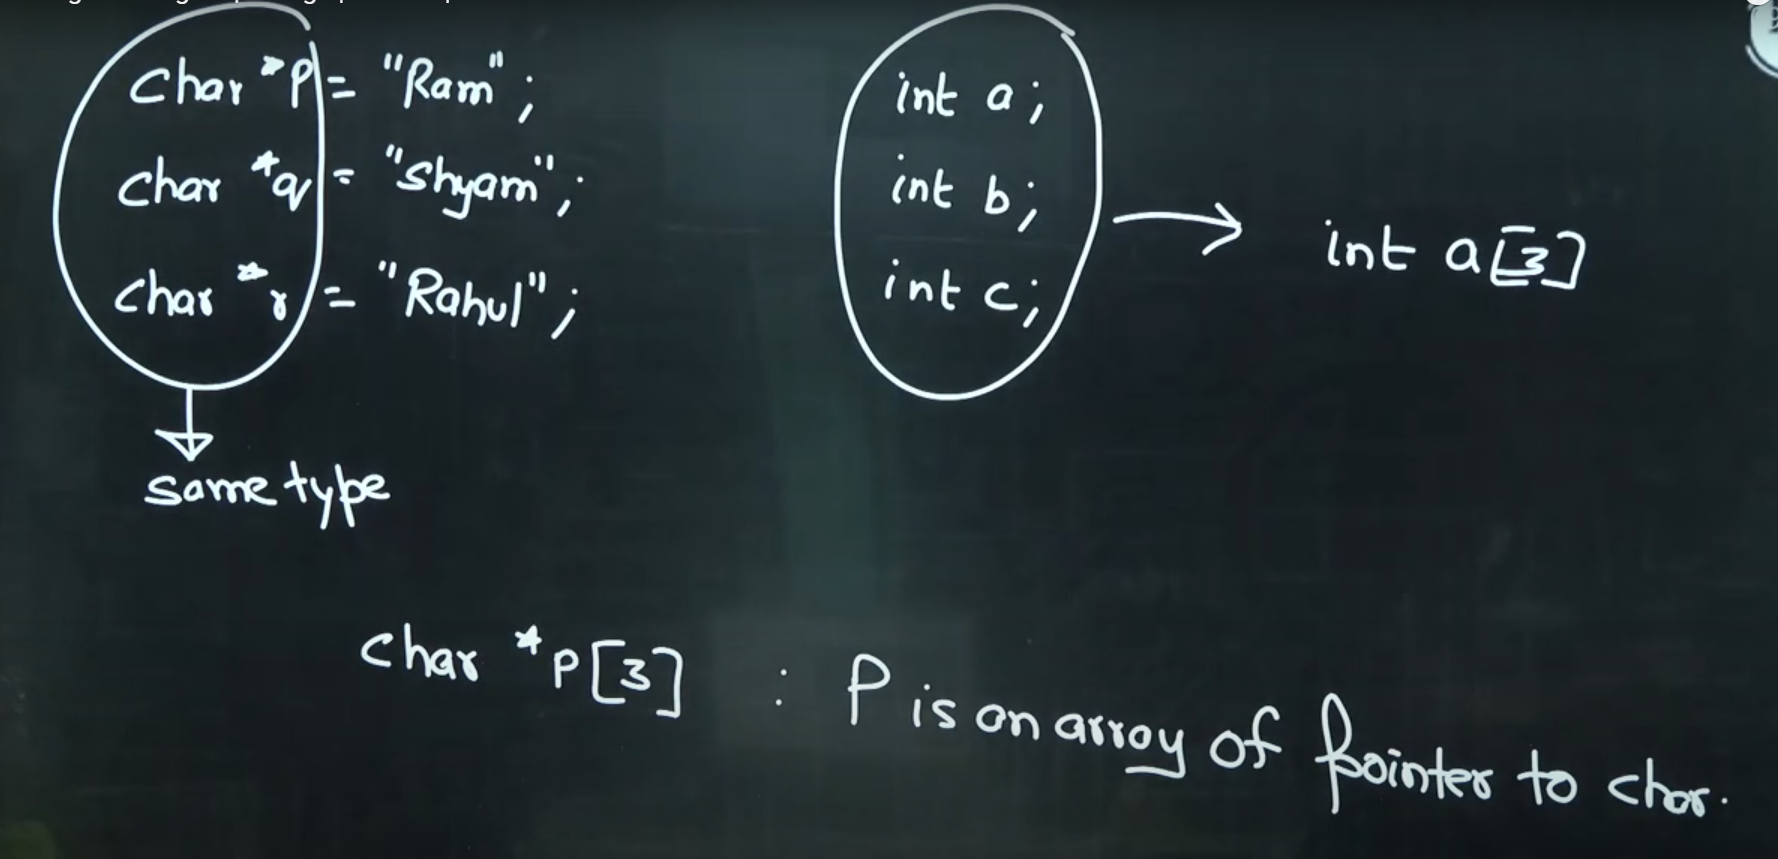 char *p = "Ram";
char *q = "Shyam";
char *r = "Rahul";
same type
int a;
int b;
int c;
int a[3]
char *p[3] : P is an array of pointer to char.